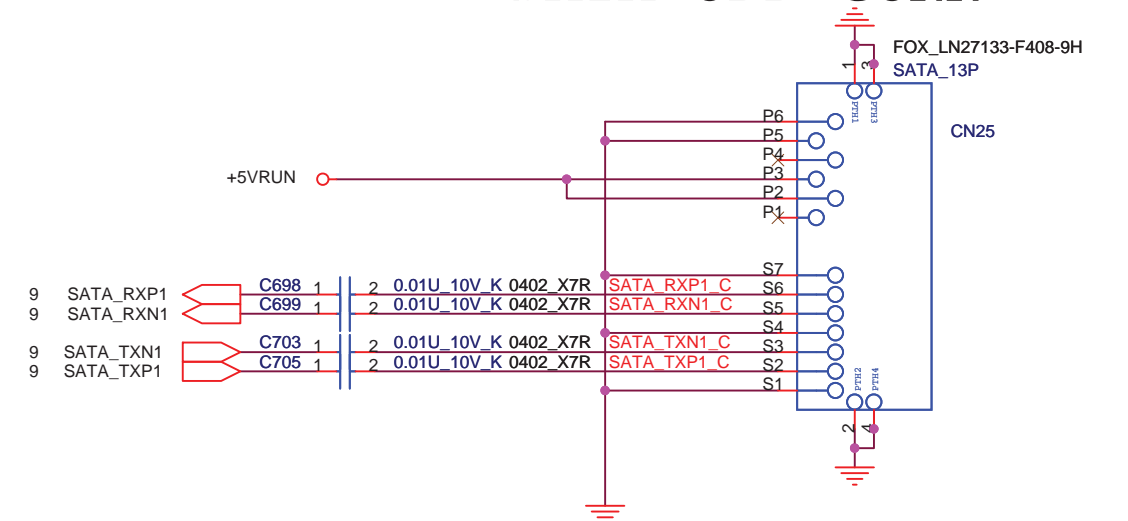 FOX_LN27133-F408-9H
SATA_13P
CN25
1
3
PTH1
PTH3
P6
P5
P4
P3
P2
P1
+5VRUN
S7
9 SATA_RXP1 C698 1 2 0.01U_10V_K 0402_X7R SATA_RXP1_C S6
9 SATA_RXN1 C699 1 2 0.01U_10V_K 0402_X7R SATA_RXN1_C S5
S4
9 SATA_TXN1 C703 1 2 0.01U_10V_K 0402_X7R SATA_TXN1_C S3
9 SATA_TXP1 C705 1 2 0.01U_10V_K 0402_X7R SATA_TXP1_C S2
S1
PTH2
PTH4
2
4